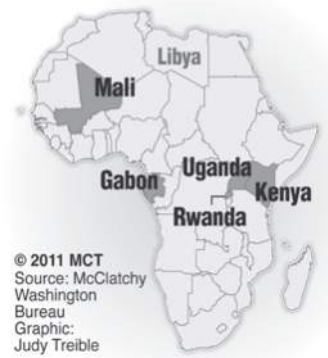 Libya
Mali
Uganda
Gabon
Kenya
Rwanda
© 2011 MCT
Source: McClatchy
Washington
Bureau
Graphic:
Judy Treible